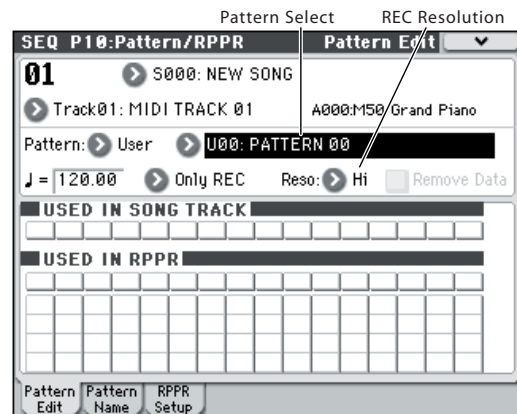 Pattern Select REC Resolution
SEQ P10:Pattern/RPPR Pattern Edit
01 S000: NEW SONG
Track01: MIDI TRACK 01 A000:M50 Grand Piano
Pattern: User U00: PATTERN 00
♩ = 120.00 Only REC Reso: Hi Remove Data
USED IN SONG TRACK
USED IN RPPR
Pattern Edit Pattern Name RPPR Setup